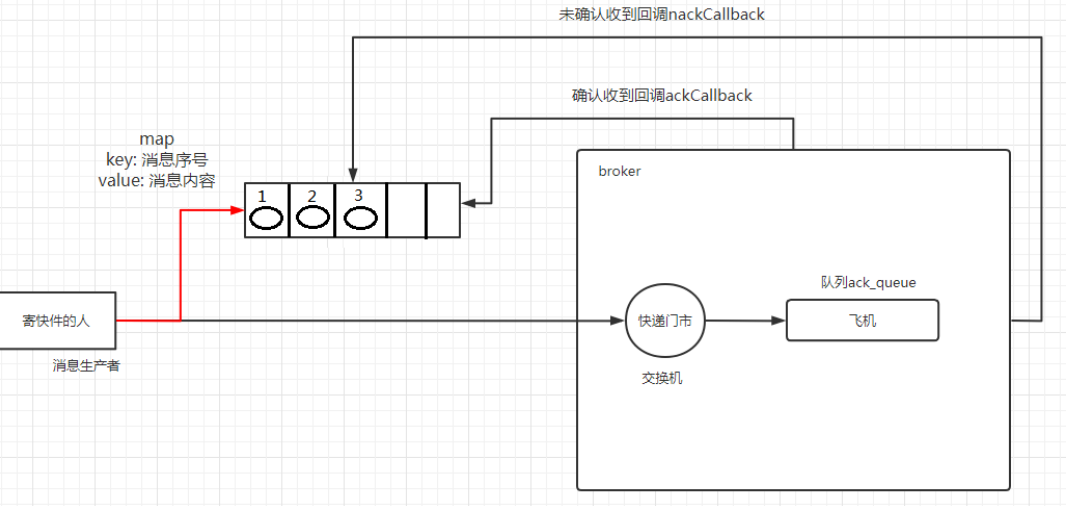 未确认收到回调nackCallback
确认收到回调ackCallback
map
key: 消息序号
value: 消息内容
1 2 3
broker
队列ack_queue
寄快件的人
快递门市
飞机
消息生产者
交换机